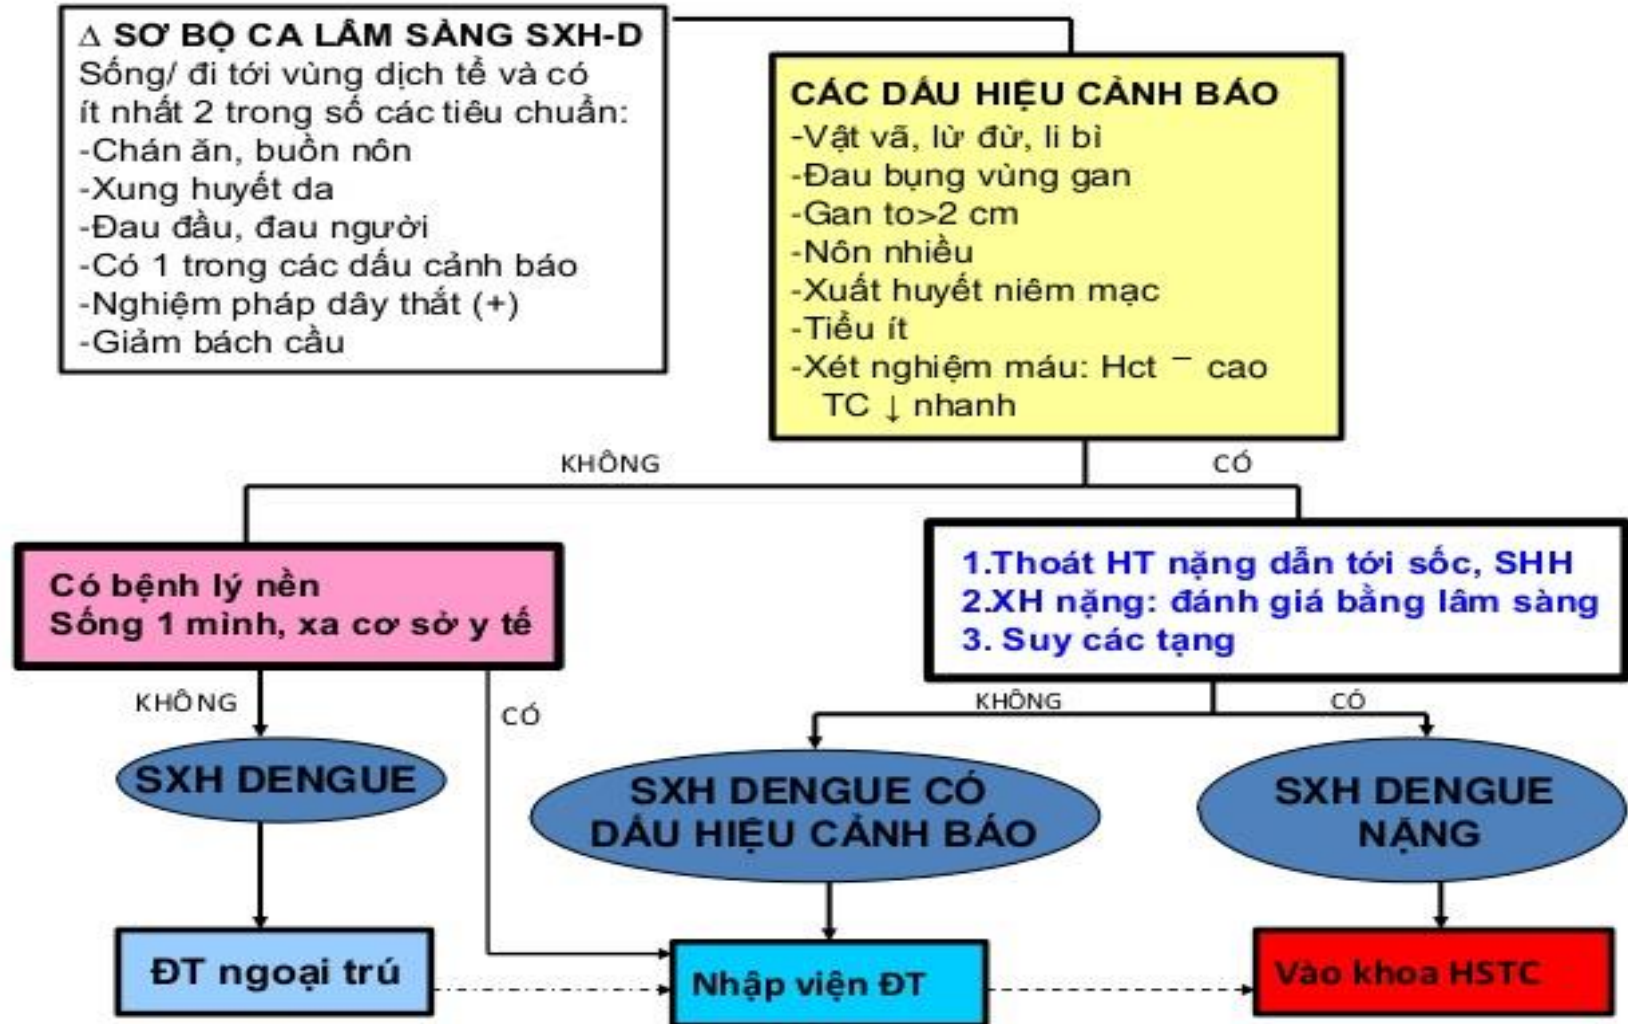 ∆ SƠ BỘ CA LÂM SÀNG SXH-D
Sống/ đi tới vùng dịch tễ và có
ít nhất 2 trong số các tiêu chuẩn:
-Chán ăn, buồn nôn
-Xung huyết da
-Đau đầu, đau người
-Có 1 trong các dấu cảnh báo
-Nghiệm pháp dây thắt (+)
-Giảm bách cầu
CÁC DẤU HIỆU CẢNH BÁO
-Vật vã, lừ đừ, li bì
-Đau bụng vùng gan
-Gan to>2 cm
-Nôn nhiều
-Xuất huyết niêm mạc
-Tiểu ít
-Xét nghiệm máu: Hct ¯ cao
TC ↓ nhanh
KHÔNG
CÓ
Có bệnh lý nền
Sống 1 mình, xa cơ sở y tế
1.Thoát HT nặng dẫn tới sốc, SHH
2.XH nặng: đánh giá bằng lâm sàng
3. Suy các tạng
KHÔNG
CÓ
KHÔNG
CÓ
SXH DENGUE
SXH DENGUE CÓ
DẤU HIỆU CẢNH BÁO
SXH DENGUE
NẶNG
ĐT ngoại trú
Nhập viện ĐT
Vào khoa HSTC